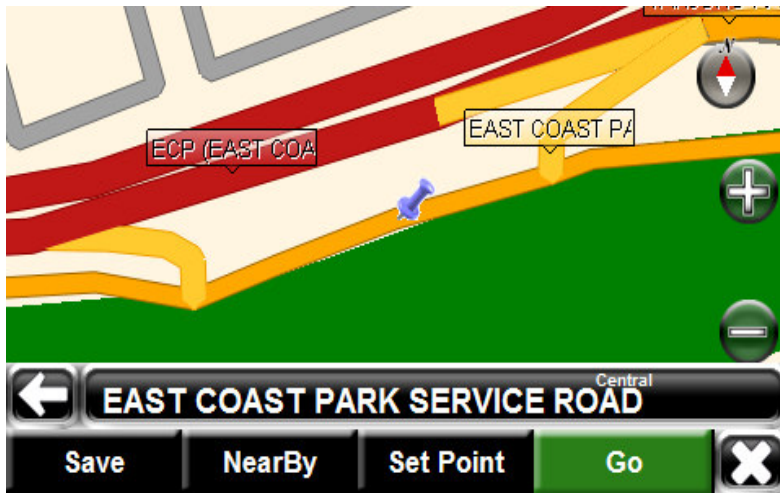 ECP (EAST COA
EAST COAST PA
N
Central
EAST COAST PARK SERVICE ROAD
Save
NearBy
Set Point
Go